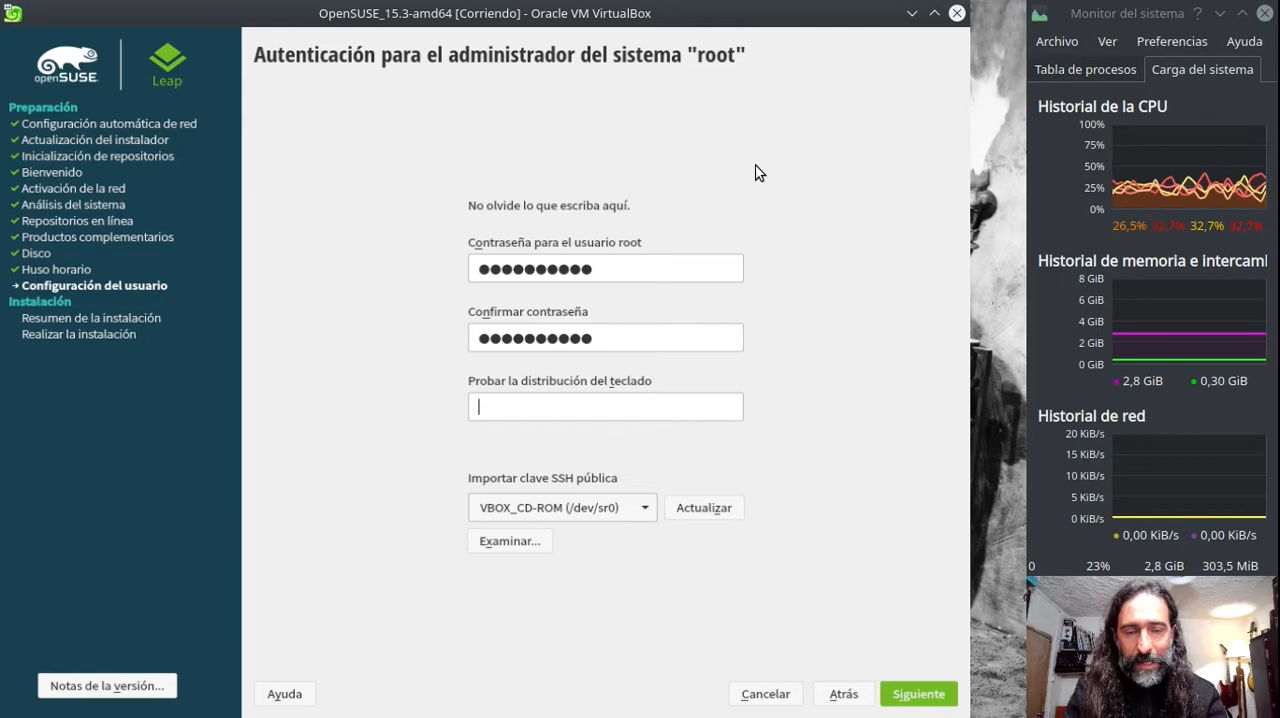 OpenSUSE_15.3-amd64 [Corriendo] - Oracle VM VirtualBox
openSUSE
Leap
Preparación
Configuración automática de red
Actualización del instalador
Inicialización de repositorios
Bienvenido
Activación de la red
Análisis del sistema
Repositorios en línea
Productos complementarios
Disco
Huso horario
Configuración del usuario
Instalación
Resumen de la instalación
Realizar la instalación
Notas de la versión...
Autenticación para el administrador del sistema "root"
No olvide lo que escriba aquí.
Contraseña para el usuario root
●●●●●●●●●●
Confirmar contraseña
●●●●●●●●●●
Probar la distribución del teclado
Importar clave SSH pública
VBOX_CD-ROM (/dev/sr0)
Actualizar
Examinar...
Ayuda
Cancelar
Atrás
Siguiente
Monitor del sistema ?
Archivo Ver Preferencias Ayuda
Tabla de procesos Carga del sistema
Historial de la CPU
100%
75%
50%
25%
0%
26,5% 32,7% 32,7% 32,7%
Historial de memoria e intercaml
8 GiB
6 GiB
4 GiB
2 GiB
0 GiB
2,8 GiB 0,30 GiB
Historial de red
20 KiB/s
15 KiB/s
10 KiB/s
5 KiB/s
0 KiB/s
0,00 KiB/s 0,00 KiB/s
0 23% 2,8 GiB 303,5 MiB